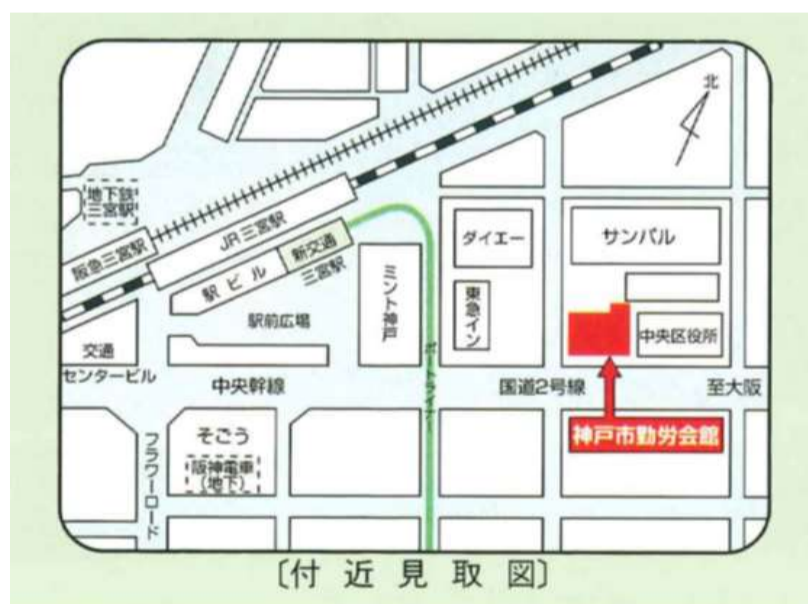 北
地下鉄
三宮駅
阪急三宮駅
JR三宮駅
新交通
三宮駅
駅ビル
駅前広場
ミント神戸
ダイエー
東急イン
サンパル
中央区役所
交通
センタービル
中央幹線
ポートライナー
国道2号線
至大阪
神戸市勤労会館
フラワーロード
そごう
阪神電車
(地下)
〔付近見取図〕